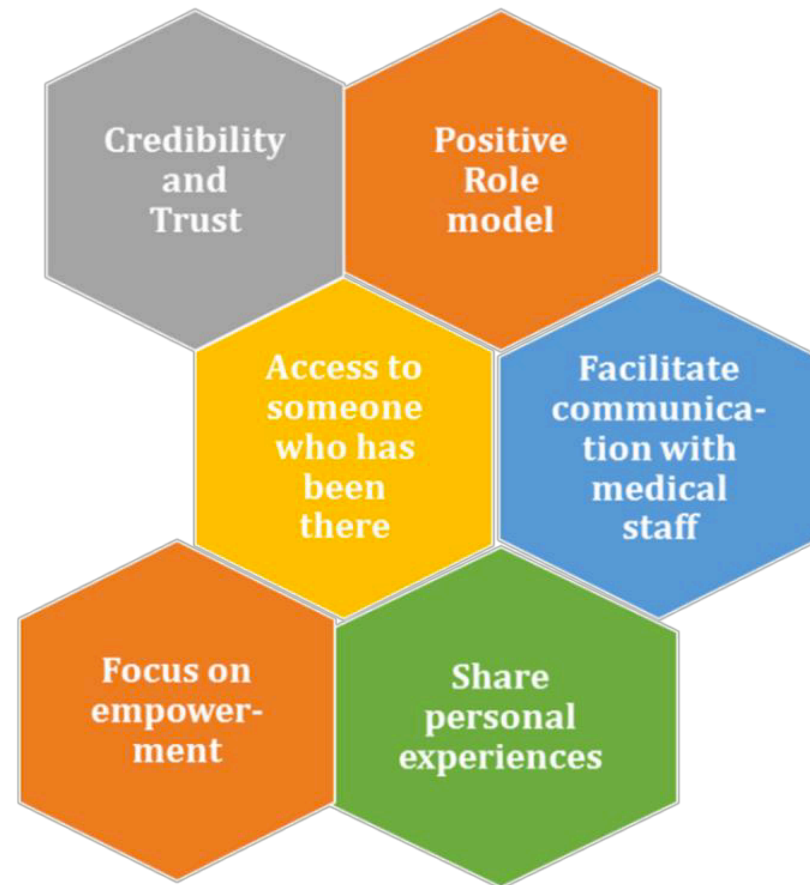 Credibility
and
Trust
Positive
Role
model
Access to
someone
who has
been
there
Facilitate
communica-
tion with
medical
staff
Focus on
empower-
ment
Share
personal
experiences